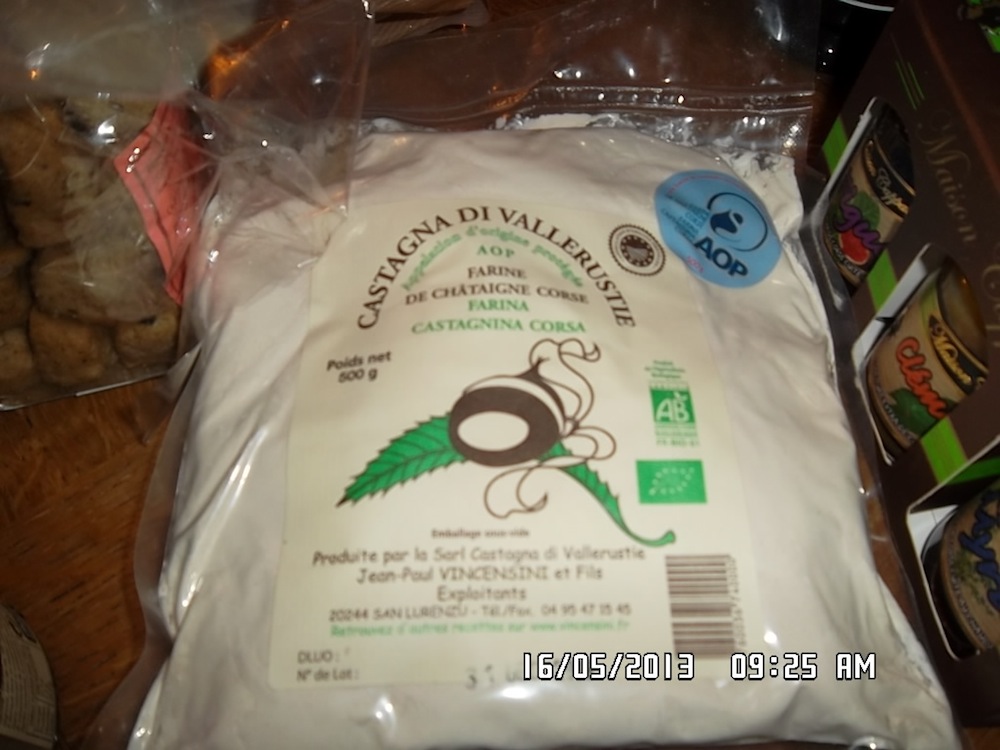 CASTAGNA DI VALLERUSTIE
Appellation d'origine protégée
AOP
FARINE
DE CHÂTAIGNE CORSE
FARINA
CASTAGNINA CORSA
AOP
Poids net
500 g
AB
Emballage sous-vide
Produite par la Sarl Castagna di Vallerustie
Jean-Paul VINCENSINI et Fils
Exploitants
20244 SAN LURENZU - Tél./Fax. 04 95 47 15 45
Retrouvez d'autres recettes sur www.vincensini.fr
DLUO :
N° de Lot :
Maison
16/05/2013 09:25 AM